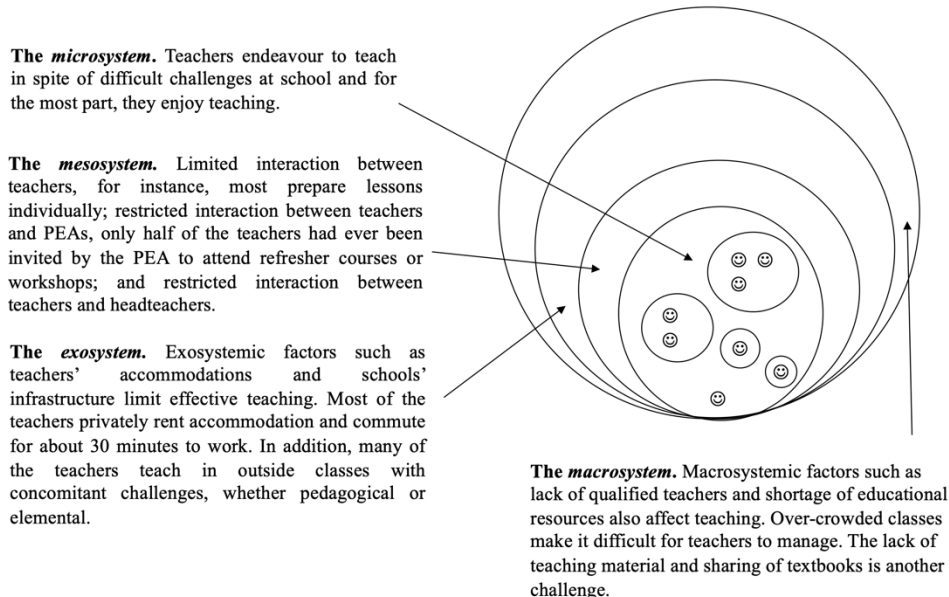 The microsystem. Teachers endeavour to teach
in spite of difficult challenges at school and for
the most part, they enjoy teaching.
The mesosystem. Limited interaction between
teachers, for instance, most prepare lessons
individually; restricted interaction between teachers
and PEAs, only half of the teachers had ever been
invited by the PEA to attend refresher courses or
workshops; and restricted interaction between
teachers and headteachers.
The exosystem. Exosystemic factors such as
teachers’ accommodations and schools’
infrastructure limit effective teaching. Most of the
teachers privately rent accommodation and commute
for about 30 minutes to work. In addition, many of
the teachers teach in outside classes with
concomitant challenges, whether pedagogical or
elemental.
The macrosystem. Macrosystemic factors such as
lack of qualified teachers and shortage of educational
resources also affect teaching. Over-crowded classes
make it difficult for teachers to manage. The lack of
teaching material and sharing of textbooks is another
challenge.